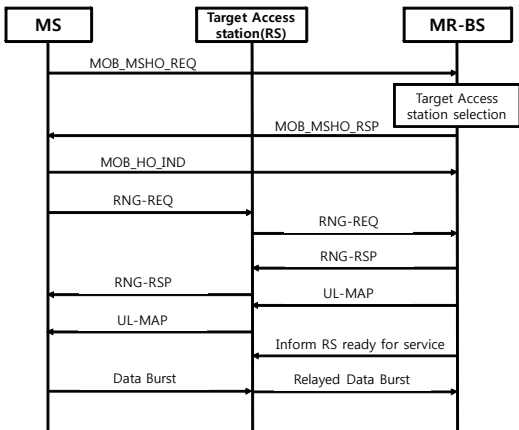 MS
Target Access
station(RS)
MR-BS
MOB_MSHO_REQ
Target Access
station selection
MOB_MSHO_RSP
MOB_HO_IND
RNG-REQ
RNG-REQ
RNG-RSP
RNG-RSP
UL-MAP
UL-MAP
Inform RS ready for service
Data Burst
Relayed Data Burst